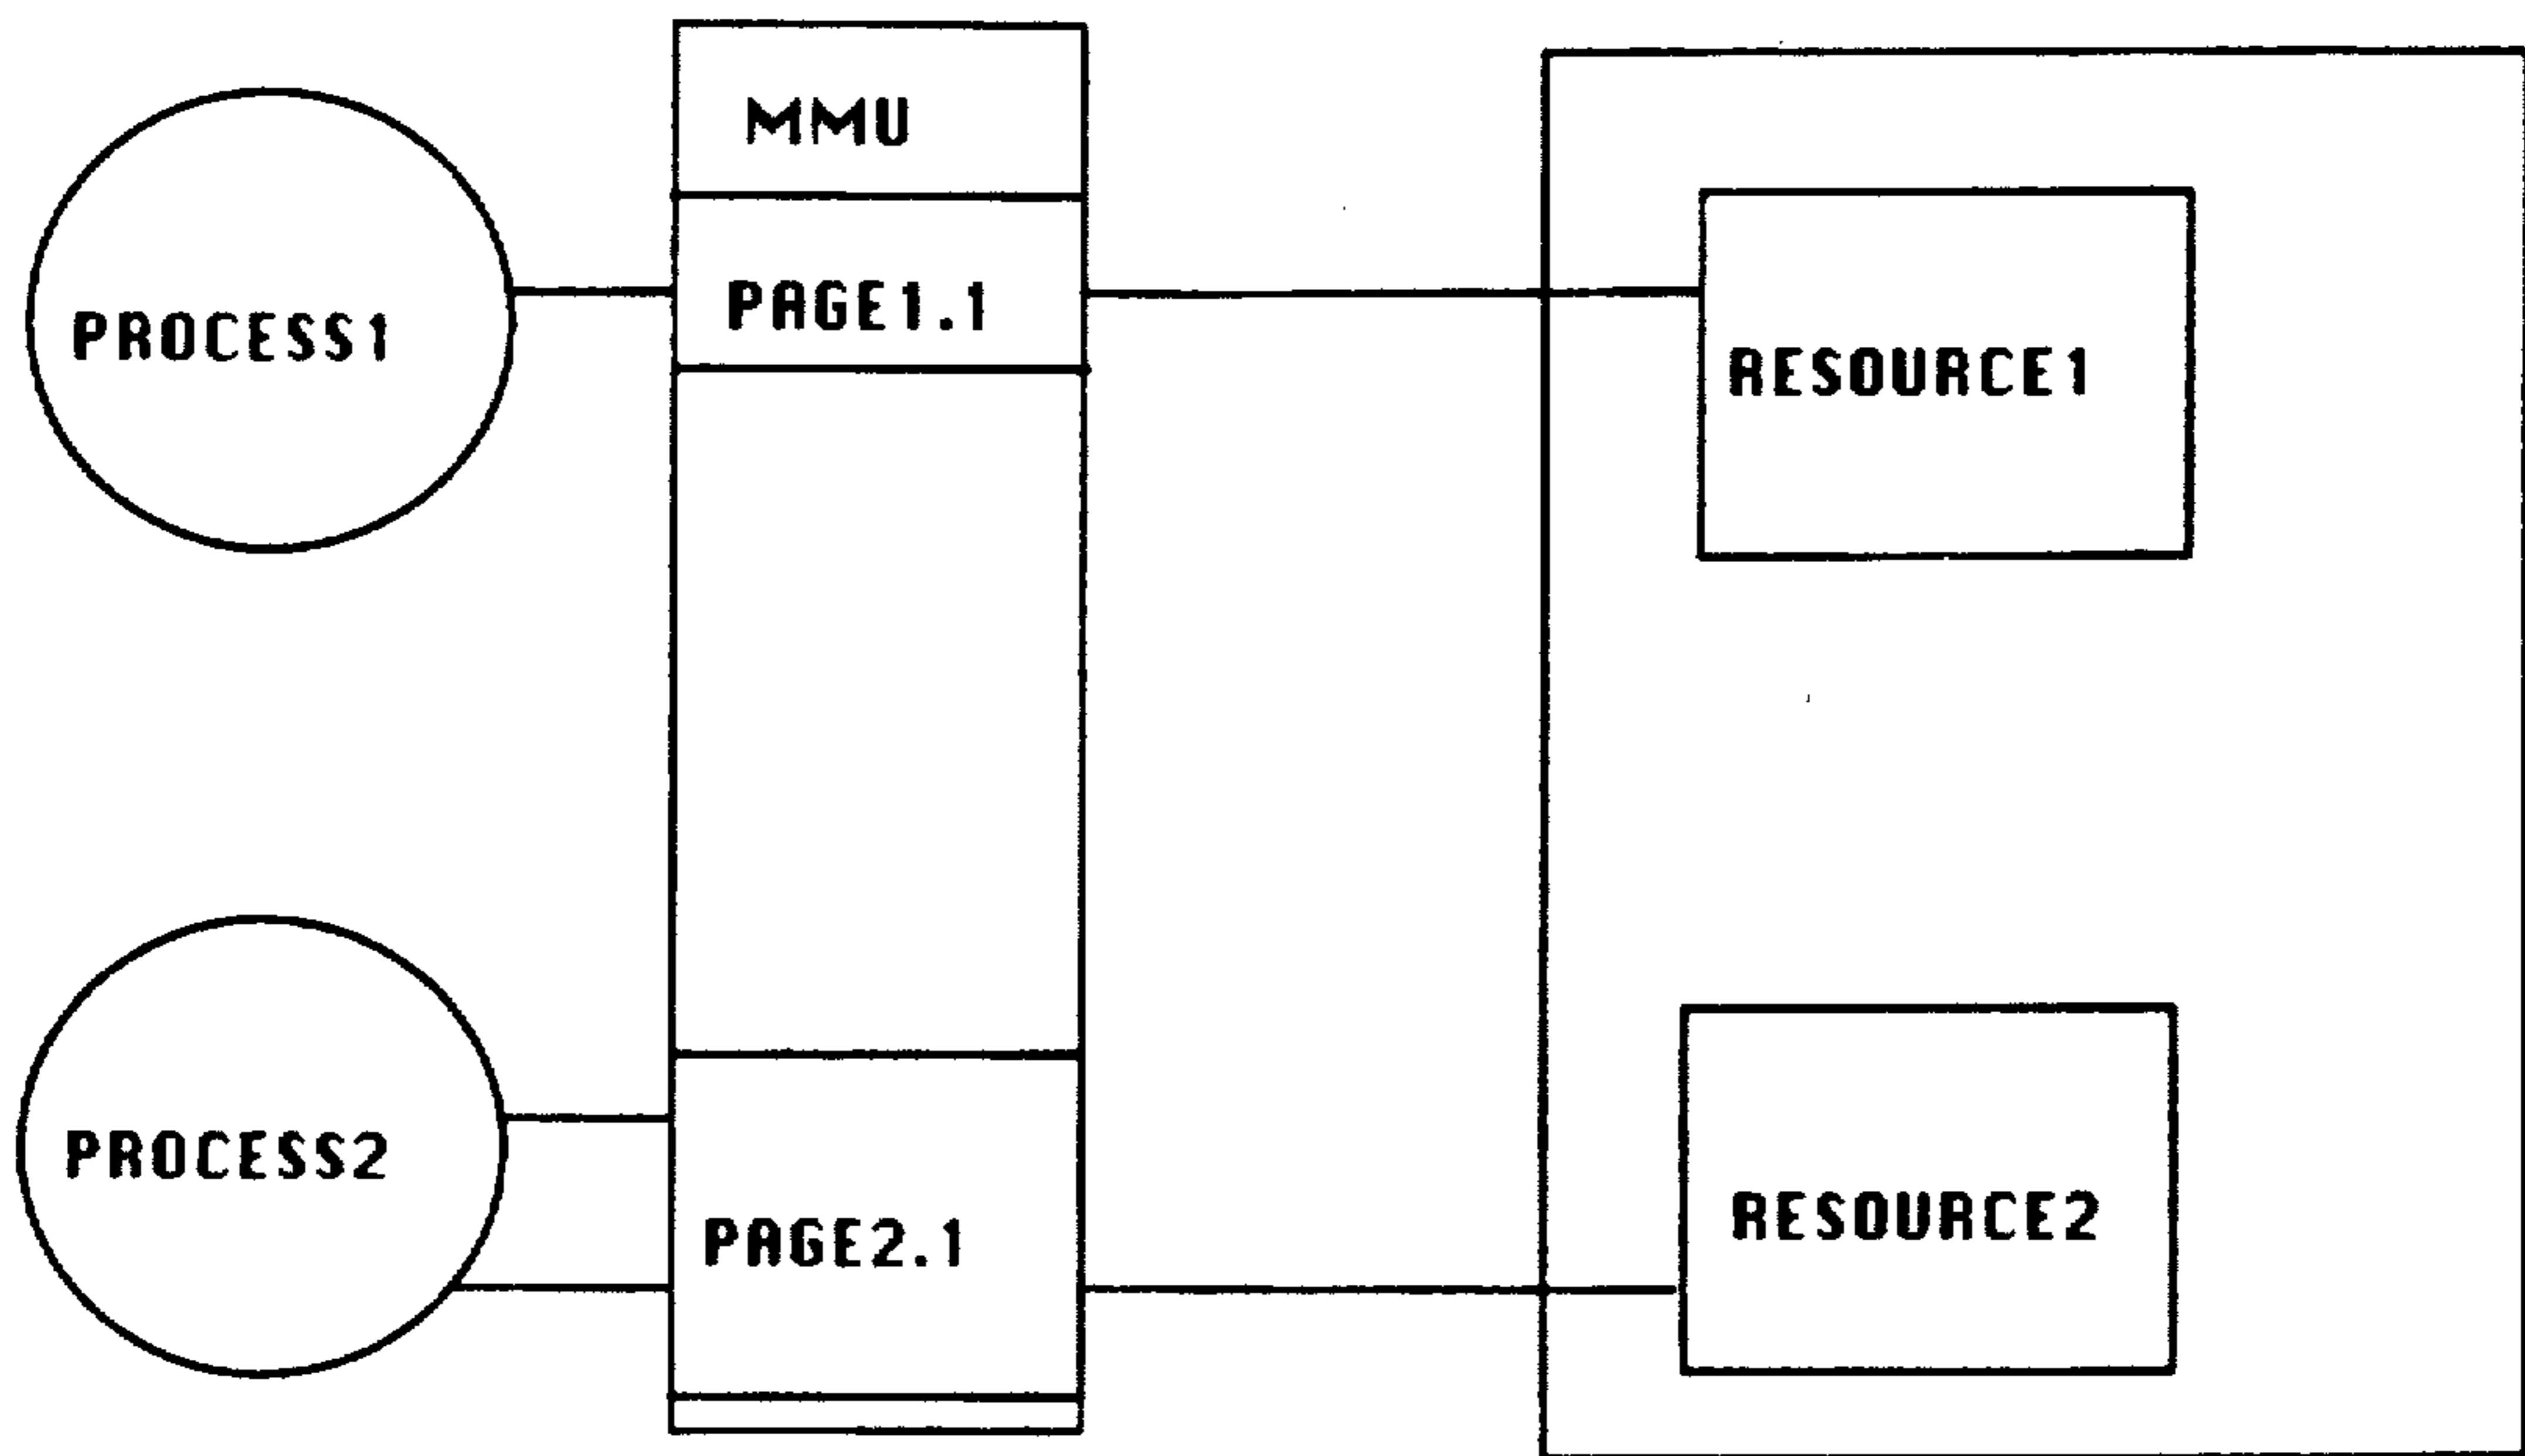 MMU
PROCESS1
PAGE1.1
RESOURCE1
PROCESS2
PAGE2.1
RESOURCE2